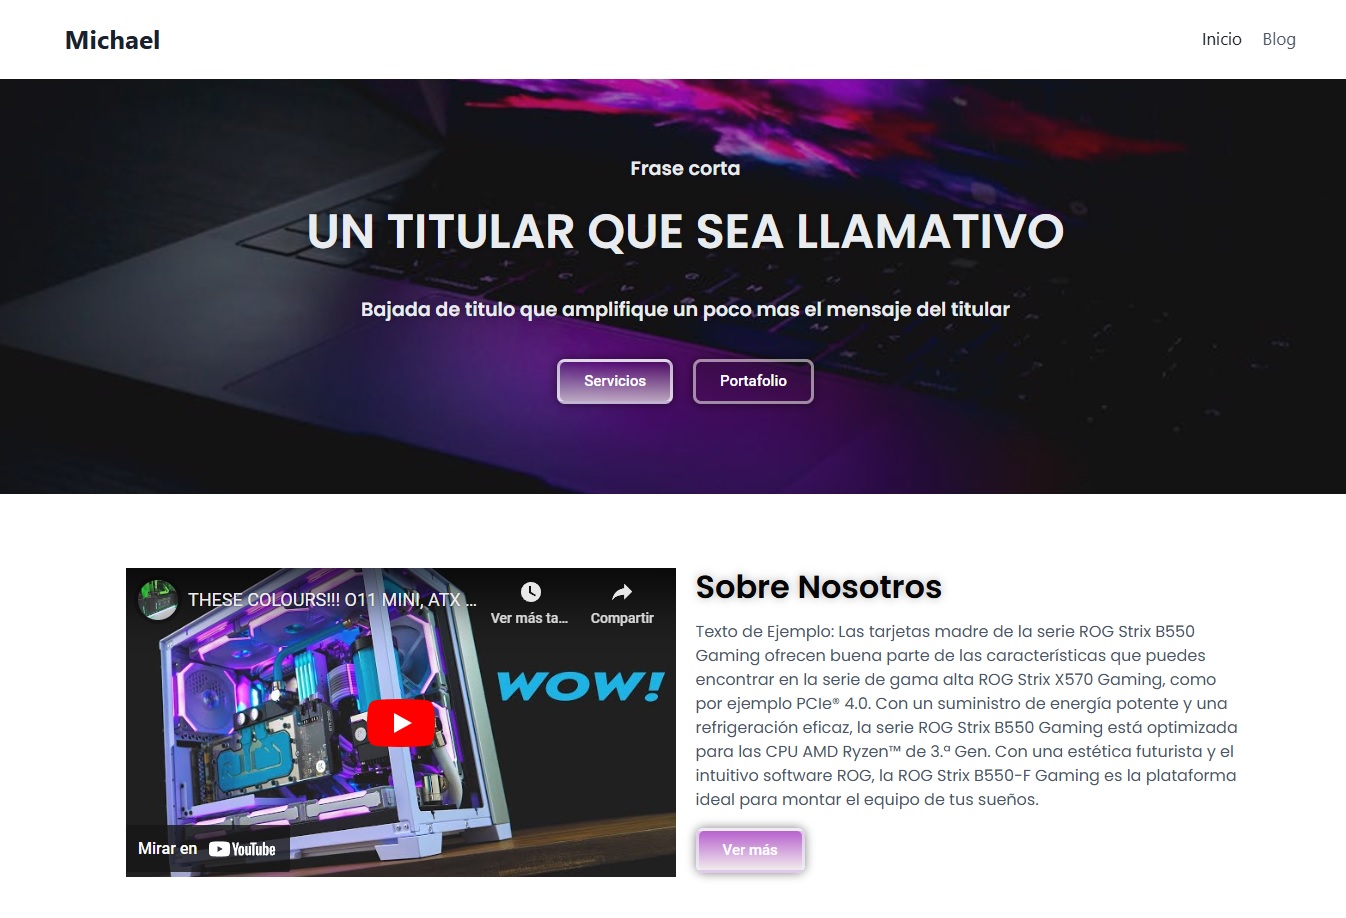 Michael
Inicio Blog
Frase corta
UN TITULAR QUE SEA LLAMATIVO
Bajada de titulo que amplifique un poco mas el mensaje del titular
Servicios Portafolio
THESE COLOURS!!! O11 MINI, ATX ...
Ver más ta...
Compartir
WOW!
Mirar en YouTube
Sobre Nosotros
Texto de Ejemplo: Las tarjetas madre de la serie ROG Strix B550
Gaming ofrecen buena parte de las características que puedes
encontrar en la serie de gama alta ROG Strix X570 Gaming, como
por ejemplo PCIe® 4.0. Con un suministro de energía potente y una
refrigeración eficaz, la serie ROG Strix B550 Gaming está optimizada
para las CPU AMD Ryzen™ de 3.ª Gen. Con una estética futurista y el
intuitivo software ROG, la ROG Strix B550-F Gaming es la plataforma
ideal para montar el equipo de tus sueños.
Ver más